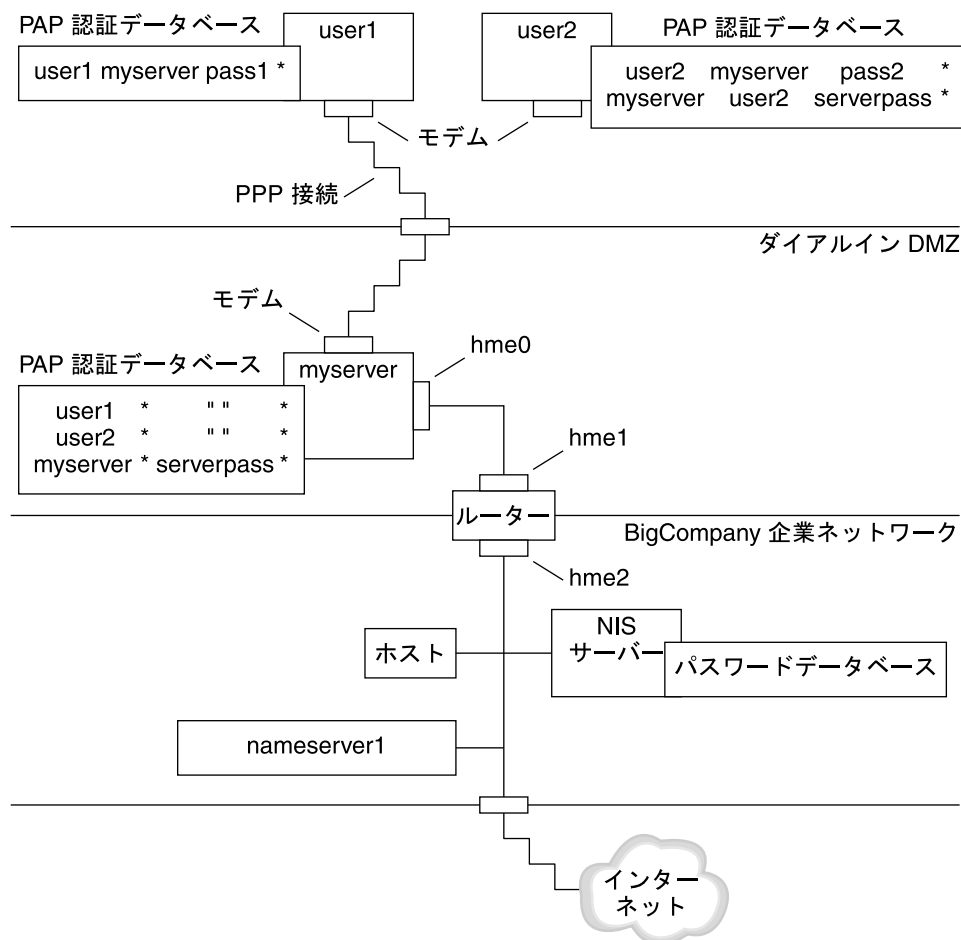 PAP 認証データベース
user1
user2
PAP 認証データベース
user1 myserver pass1 *
user2 myserver pass2 *
myserver user2 serverpass *
モデム
PPP 接続
ダイアルイン DMZ
モデム
hme0
PAP 認証データベース
myserver
user1 * " " *
user2 * " " *
myserver * serverpass *
hme1
ルーター
BigCompany 企業ネットワーク
hme2
ホスト
NIS
サーバー
パスワードデータベース
nameserver1
インター
ネット